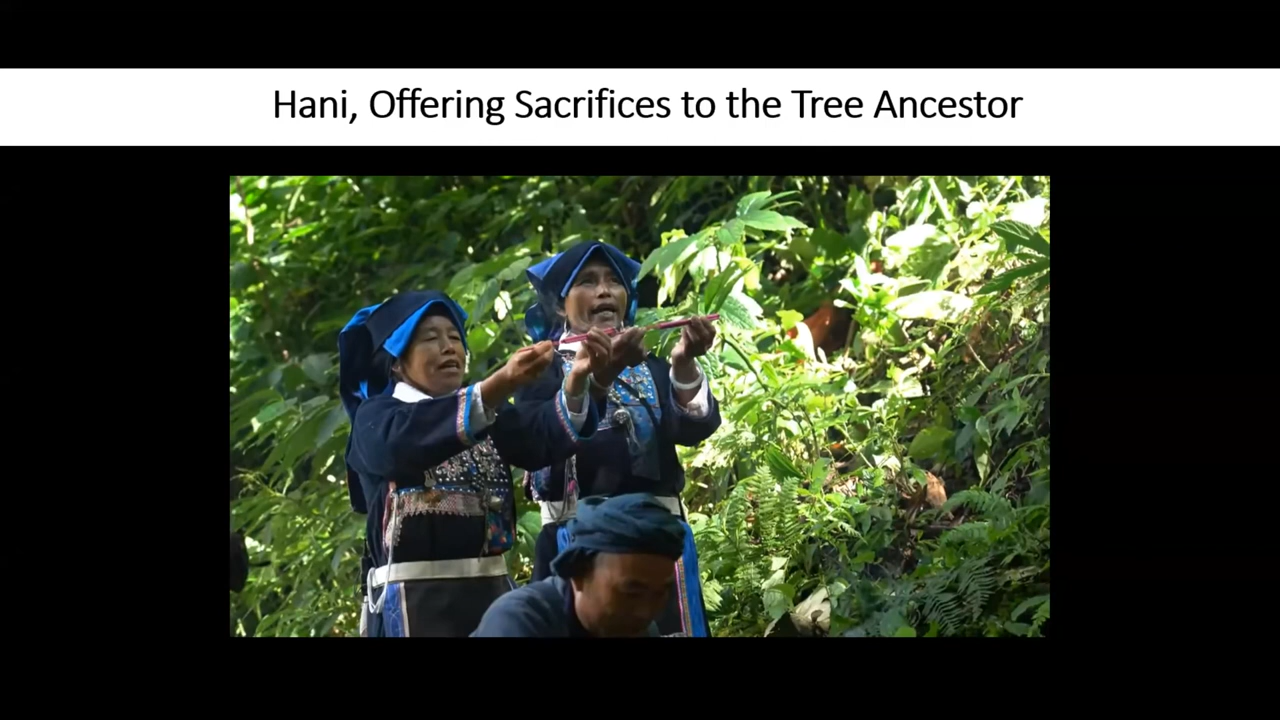 Hani, Offering Sacrifices to the Tree Ancestor